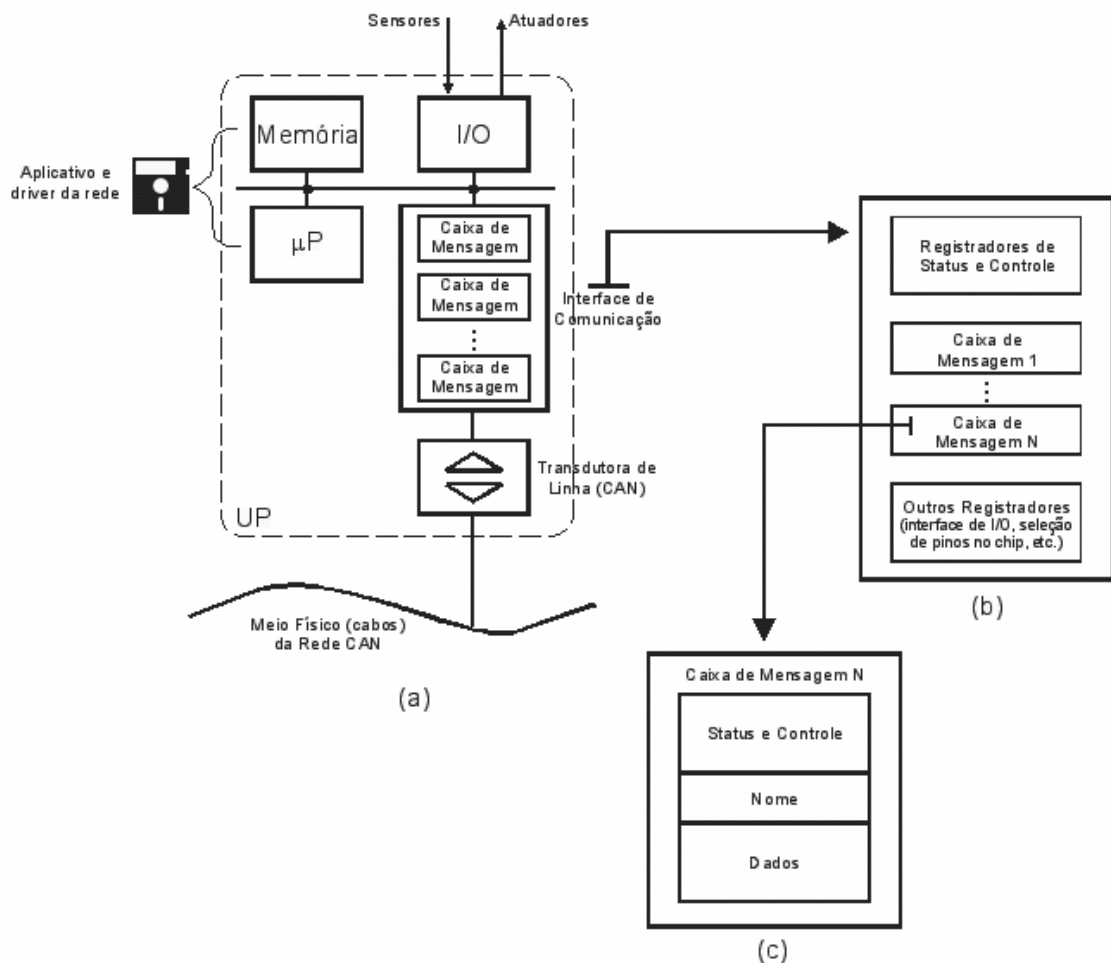 Sensores
Atuadores
Memória
I/O
Aplicativo e
driver da rede
µP
Caixa de
Mensagem
Caixa de
Mensagem
Caixa de
Mensagem
Interface de
Comunicação
Transdutora de
Linha (CAN)
UP
Meio Físico (cabos)
da Rede CAN
(a)
Registradores de
Status e Controle
Caixa de
Mensagem 1
Caixa de
Mensagem N
Outros Registradores
(interface de I/O, seleção
de pinos no chip, etc.)
(b)
Caixa de Mensagem N
Status e Controle
Nome
Dados
(c)